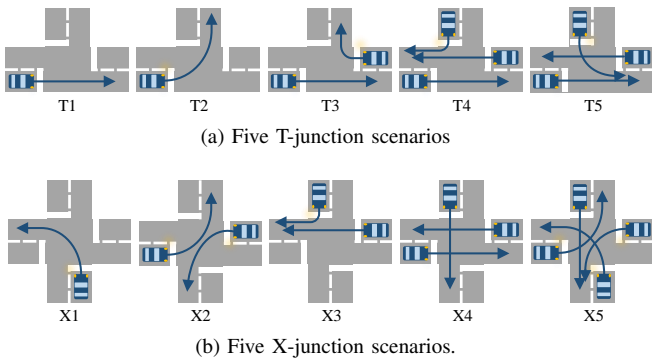 T1 T2 T3 T4 T5
(a) Five T-junction scenarios
X1 X2 X3 X4 X5
(b) Five X-junction scenarios.